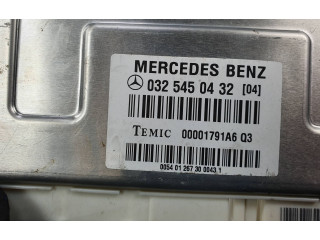 MERCEDES BENZ
032 545 04 32 [04]
TEMIC 00001791A6 Q3
0054 01 267 30 0043.1